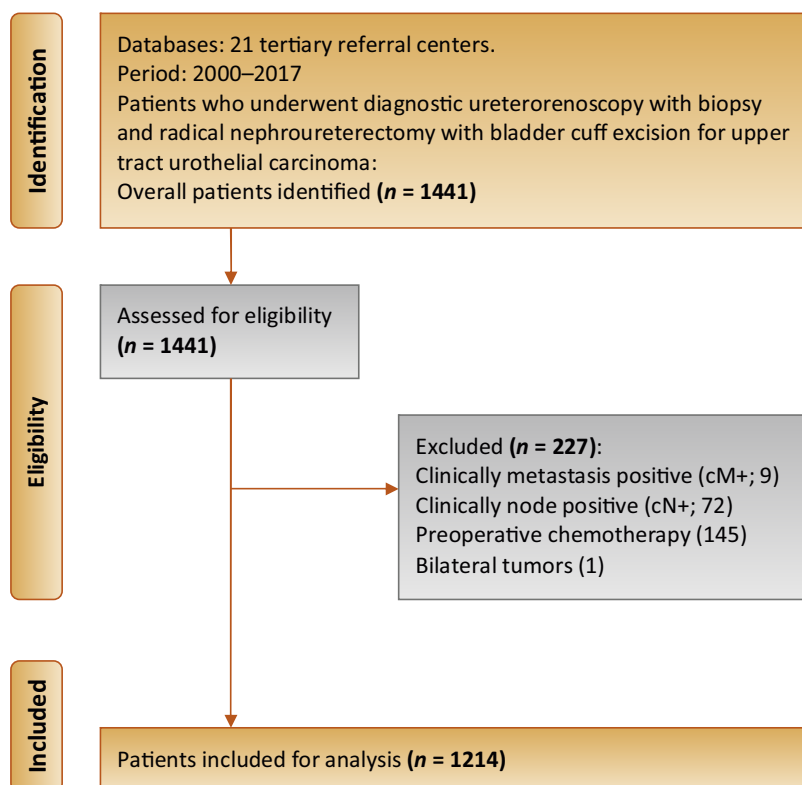 Identification
Databases: 21 tertiary referral centers.
Period: 2000–2017
Patients who underwent diagnostic ureterorenoscopy with biopsy
and radical nephroureterectomy with bladder cuff excision for upper
tract urothelial carcinoma:
Overall patients identified (n = 1441)
Eligibility
Assessed for eligibility
(n = 1441)
Excluded (n = 227):
Clinically metastasis positive (cM+; 9)
Clinically node positive (cN+; 72)
Preoperative chemotherapy (145)
Bilateral tumors (1)
Included
Patients included for analysis (n = 1214)